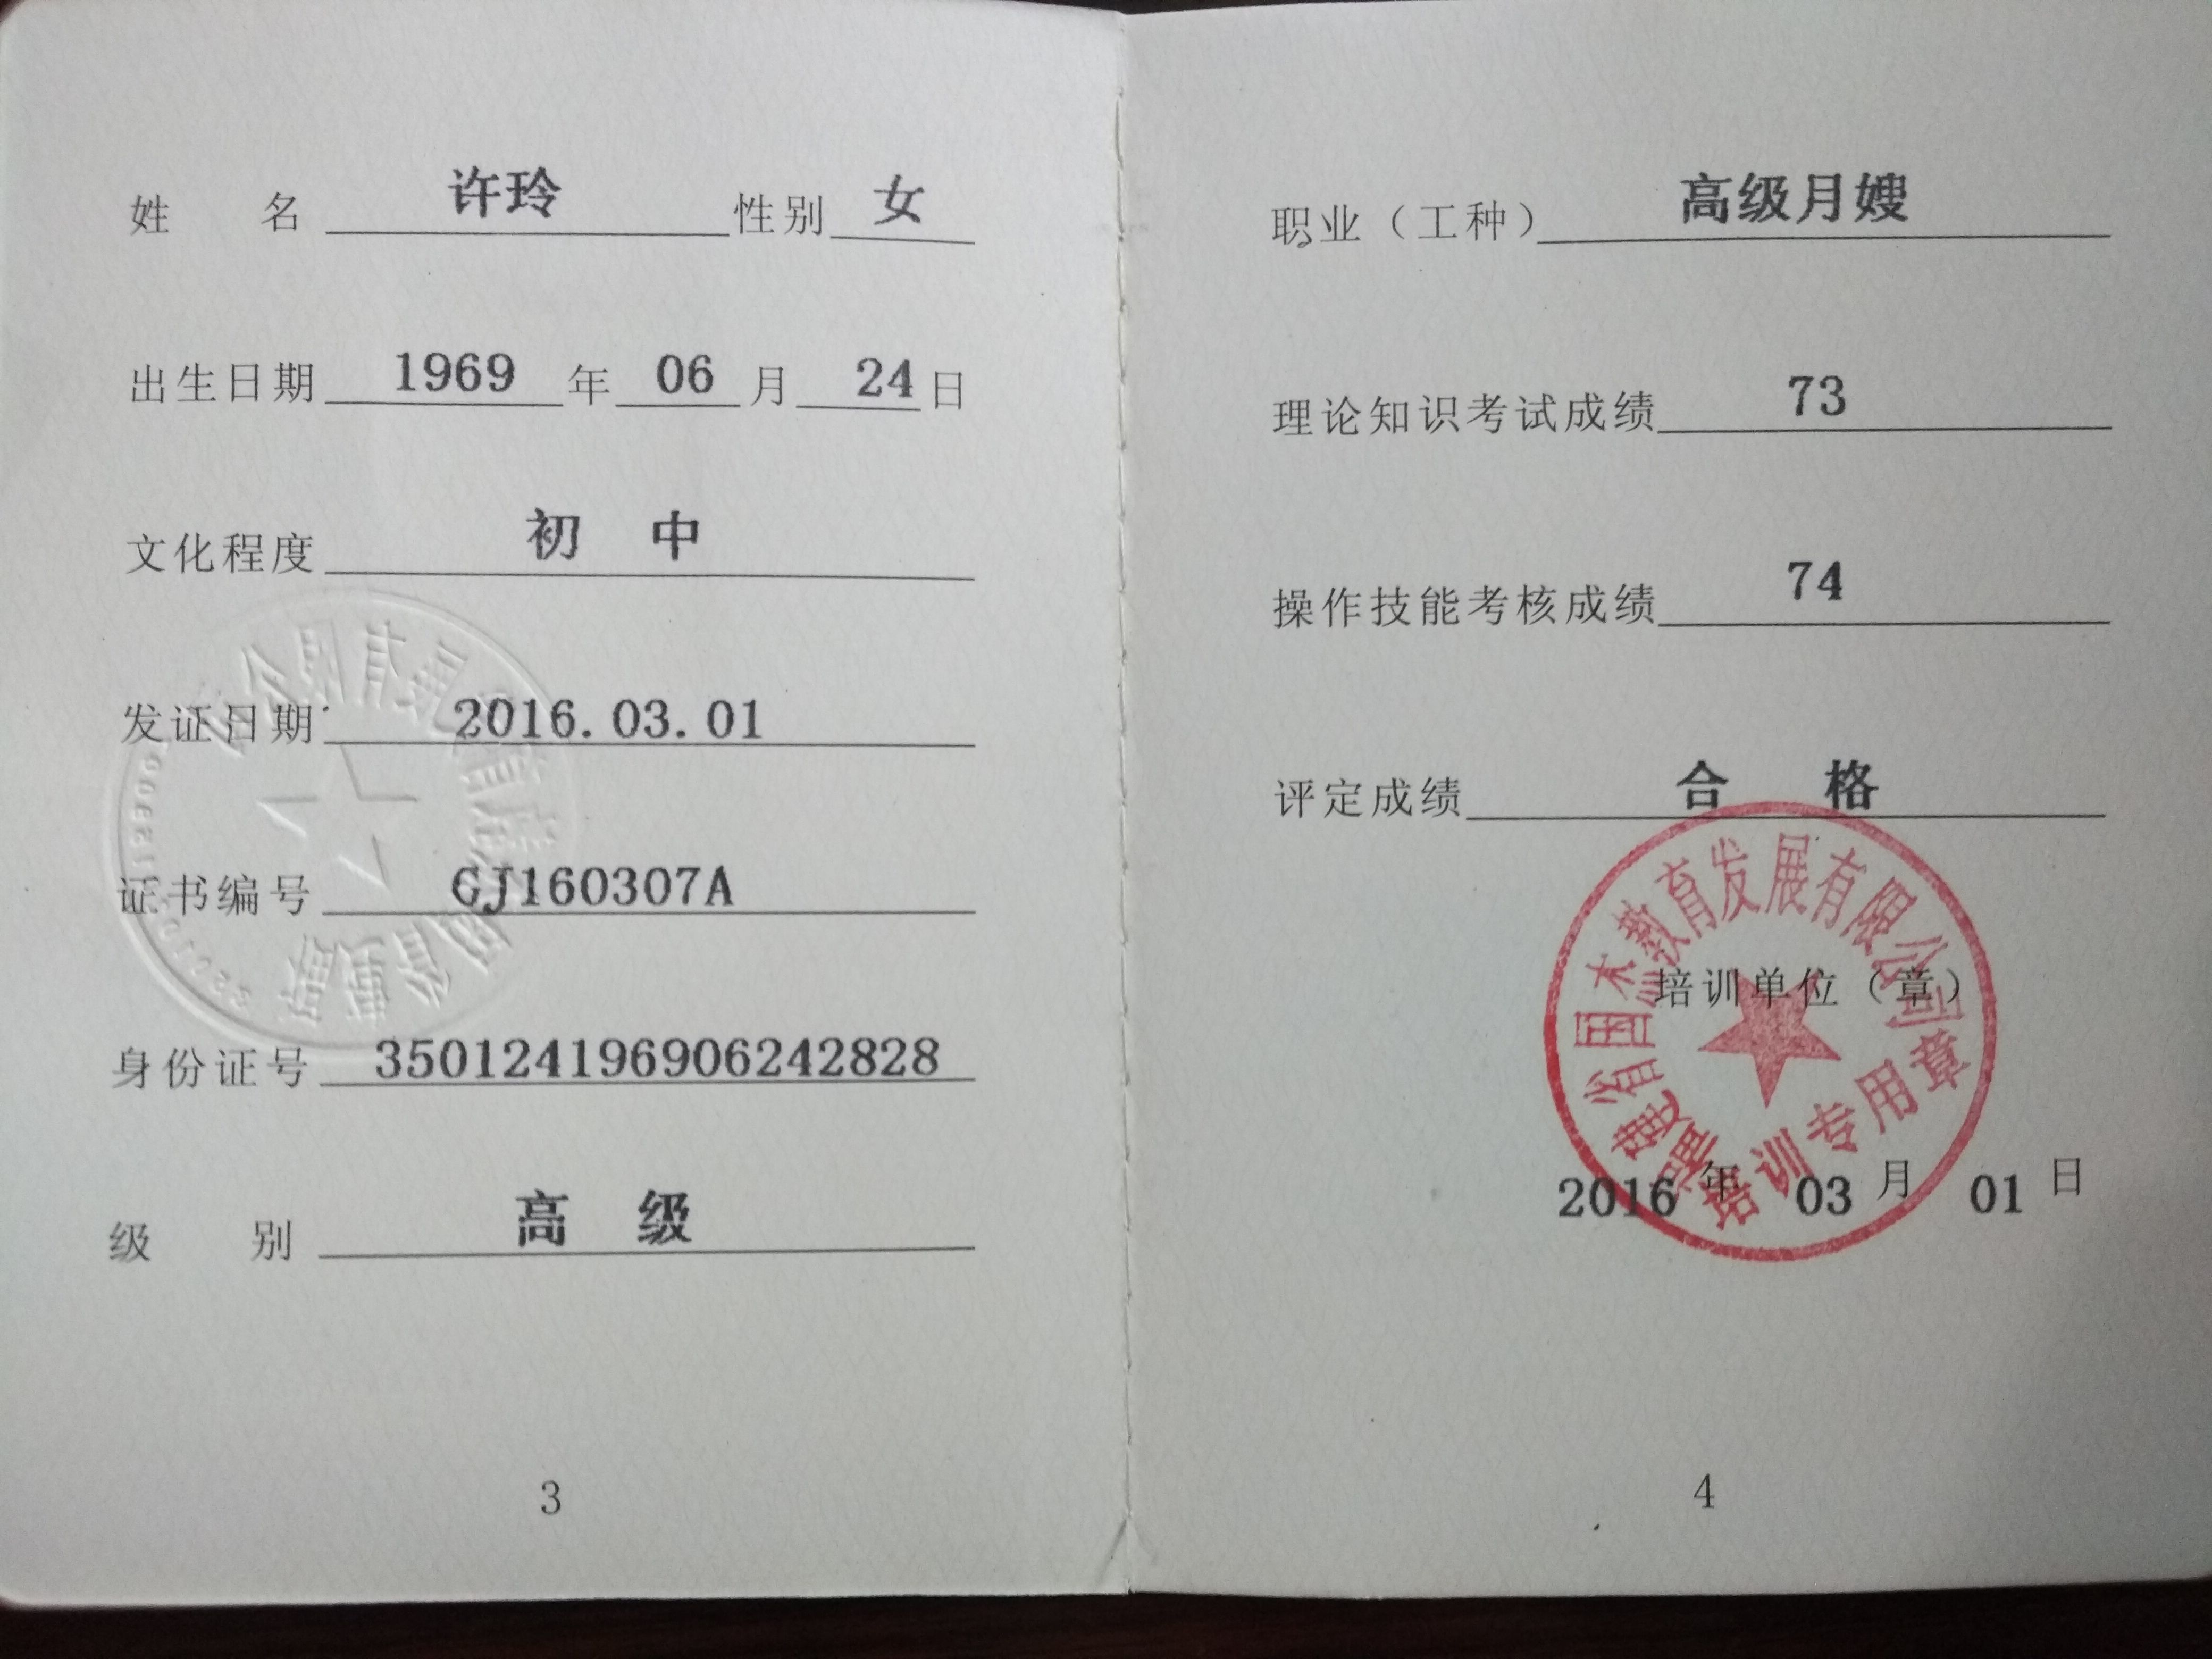 姓 名 许玲 性别 女
出生日期 1969 年 06 月 24 日
文化程度 初 中
发证日期 2016.03.01
证书编号 GJ160307A
身份证号 350124196906242828
级 别 高 级
3
职业（工种） 高级月嫂
理论知识考试成绩 73
操作技能考核成绩 74
评定成绩 合 格
福建省国木教育发展有限公司
培训单位（章）
培训专用章
2016 年 03 月 01 日
4